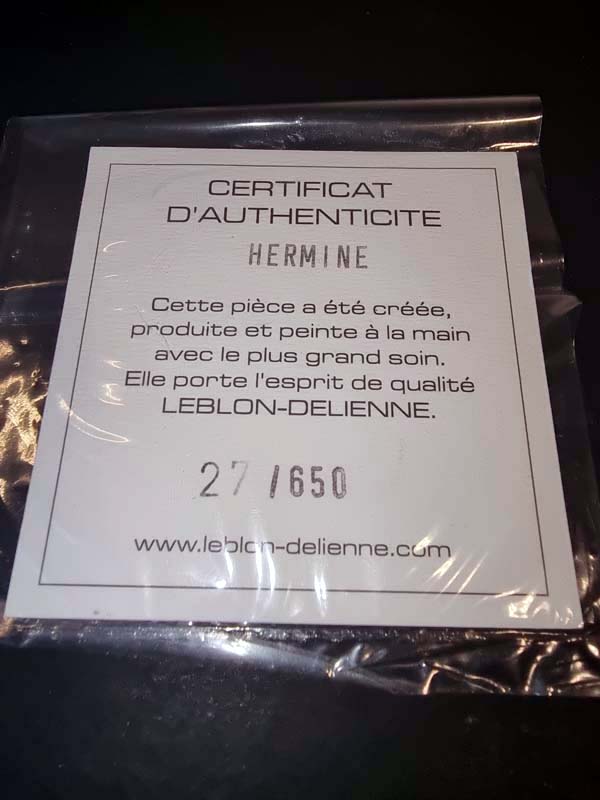 CERTIFICAT
D'AUTHENTICITE
HERMINE
Cette pièce a été créée,
produite et peinte à la main
avec le plus grand soin.
Elle porte l'esprit de qualité
LEBLON-DELIENNE.
27 /650
www.leblon-delienne.com